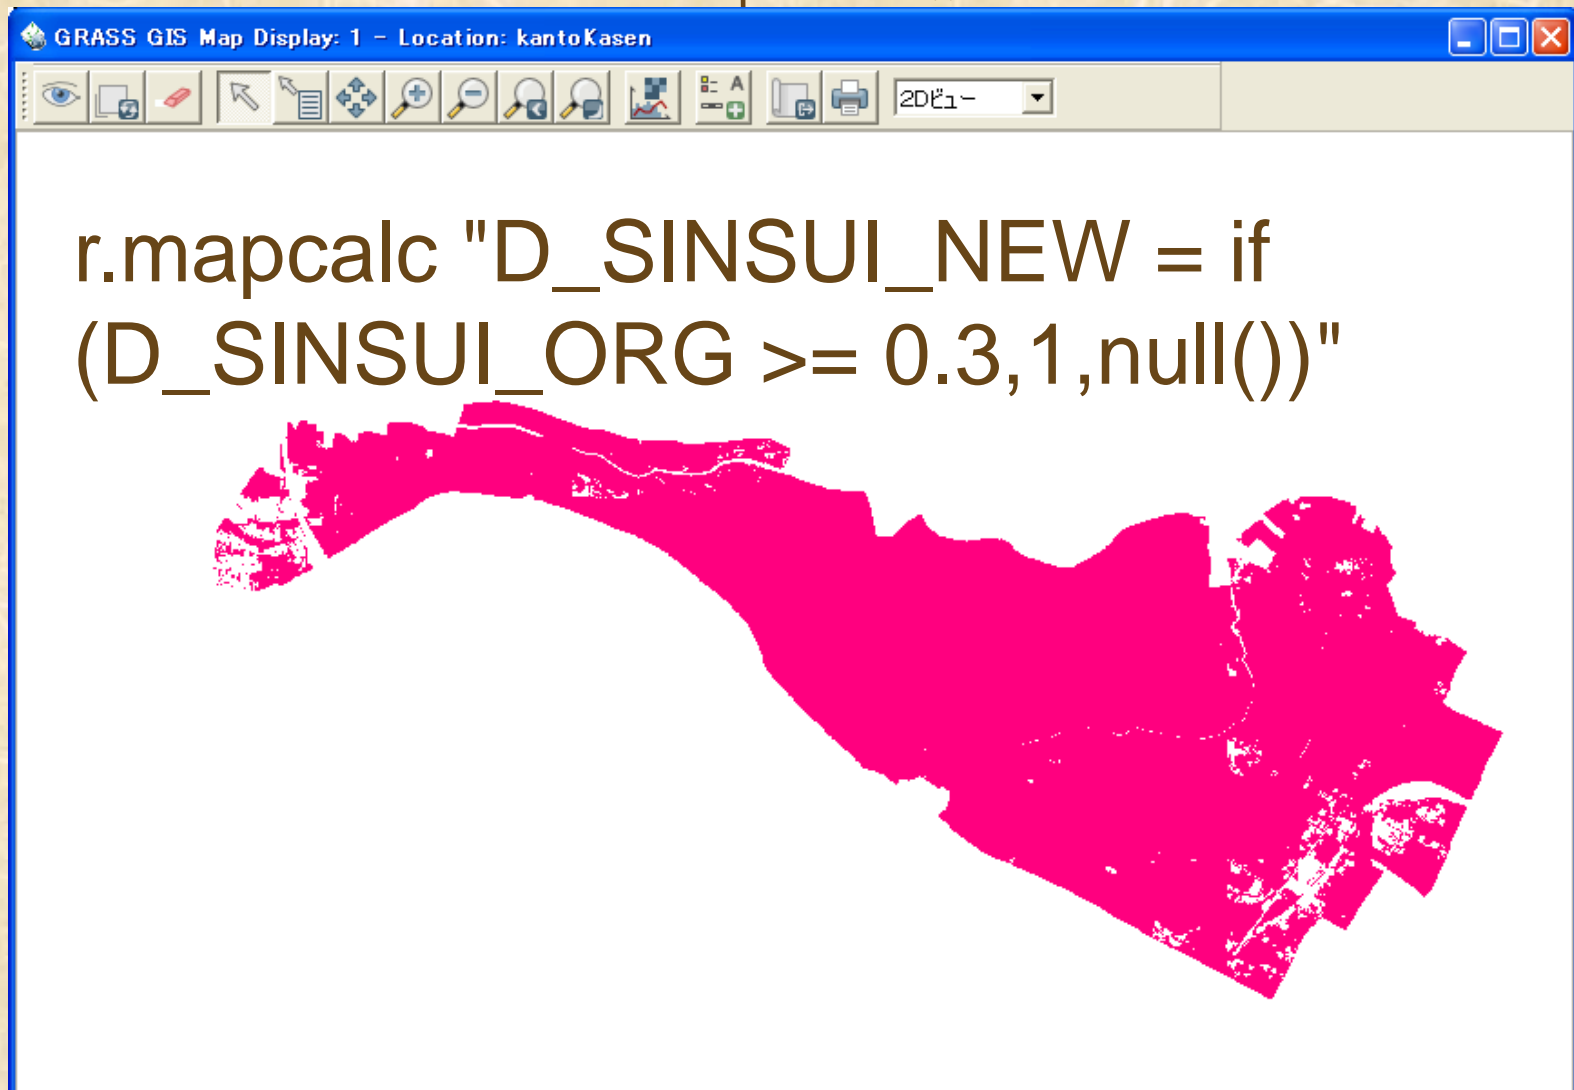 GRASS GIS Map Display: 1 - Location: kantoKasen
2Dビュー
r.mapcalc "D_SINSUI_NEW = if
(D_SINSUI_ORG >= 0.3,1,null())"